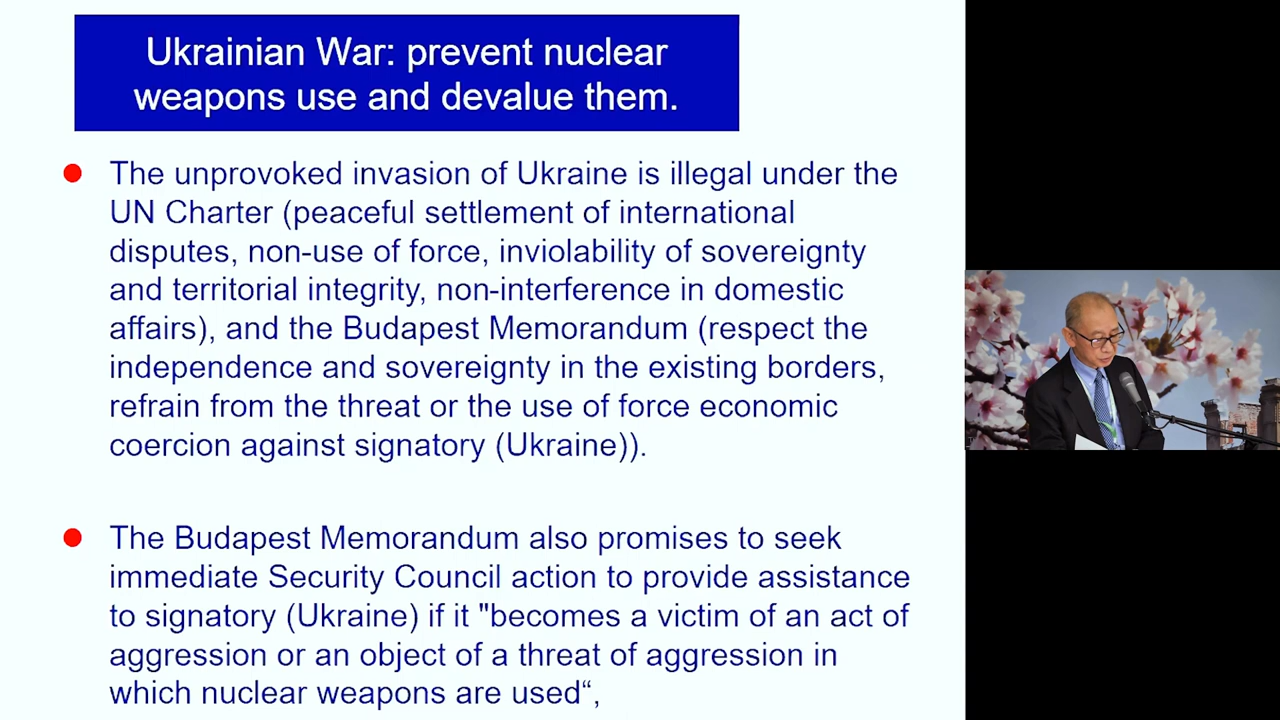 Ukrainian War: prevent nuclear
weapons use and devalue them.
The unprovoked invasion of Ukraine is illegal under the
UN Charter (peaceful settlement of international
disputes, non-use of force, inviolability of sovereignty
and territorial integrity, non-interference in domestic
affairs), and the Budapest Memorandum (respect the
independence and sovereignty in the existing borders,
refrain from the threat or the use of force economic
coercion against signatory (Ukraine)).
The Budapest Memorandum also promises to seek
immediate Security Council action to provide assistance
to signatory (Ukraine) if it "becomes a victim of an act of
aggression or an object of a threat of aggression in
which nuclear weapons are used“,